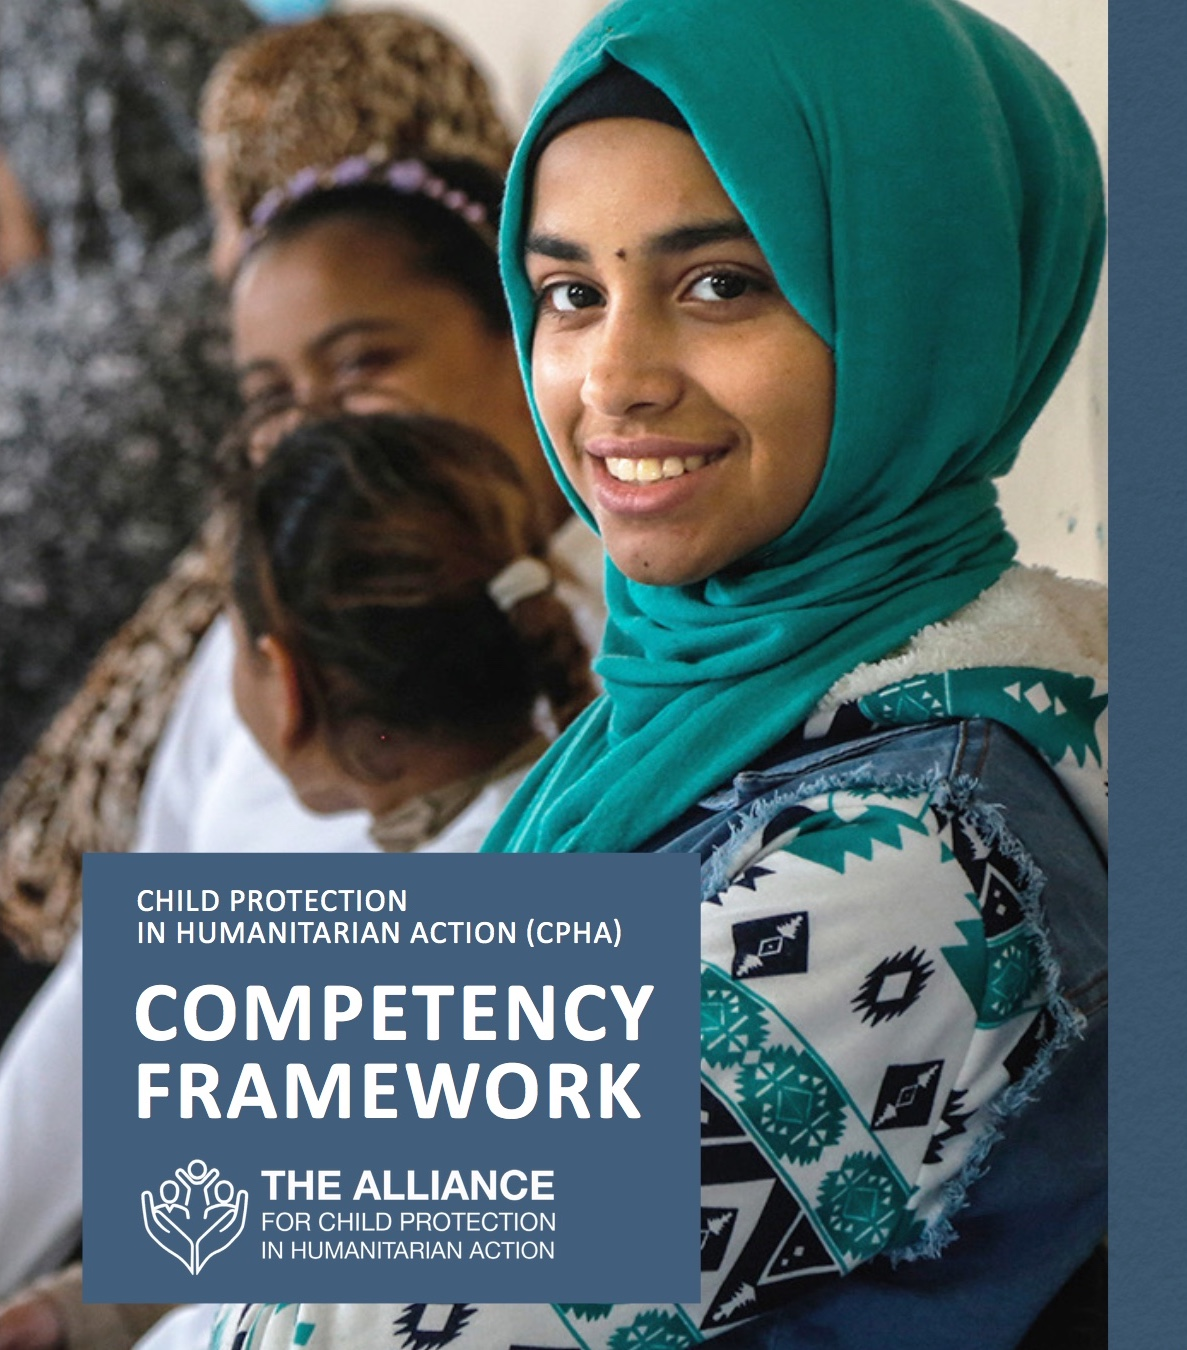 CHILD PROTECTION
IN HUMANITARIAN ACTION (CPHA)
COMPETENCY
FRAMEWORK
THE ALLIANCE
FOR CHILD PROTECTION
IN HUMANITARIAN ACTION